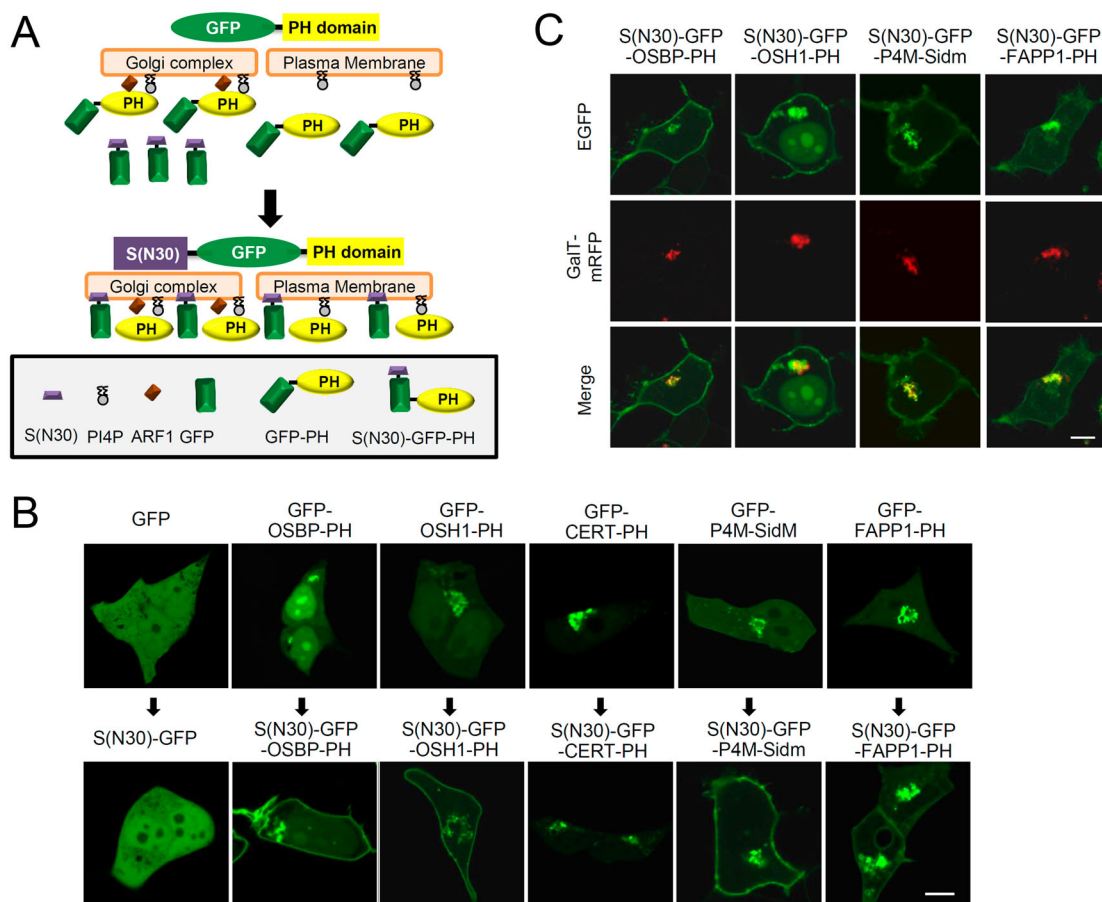 A
GFP
PH domain
Golgi complex
Plasma Membrane
PH
PH
PH
PH
S(N30)
GFP
PH domain
Golgi complex
Plasma Membrane
PH
PH
PH
PH
PH
PH
S(N30)
PI4P
ARF1
GFP
GFP-PH
S(N30)-GFP-PH
B
GFP
GFP-
OSBP-PH
GFP-
OSH1-PH
GFP-
CERT-PH
GFP-
P4M-SidM
GFP-
FAPP1-PH
S(N30)-GFP
S(N30)-GFP
-OSBP-PH
S(N30)-GFP
-OSH1-PH
S(N30)-GFP
-CERT-PH
S(N30)-GFP
-P4M-Sidm
S(N30)-GFP
-FAPP1-PH
C
S(N30)-GFP
-OSBP-PH
S(N30)-GFP
-OSH1-PH
S(N30)-GFP
-P4M-Sidm
S(N30)-GFP
-FAPP1-PH
EGFP
GalT-
mRFP
Merge